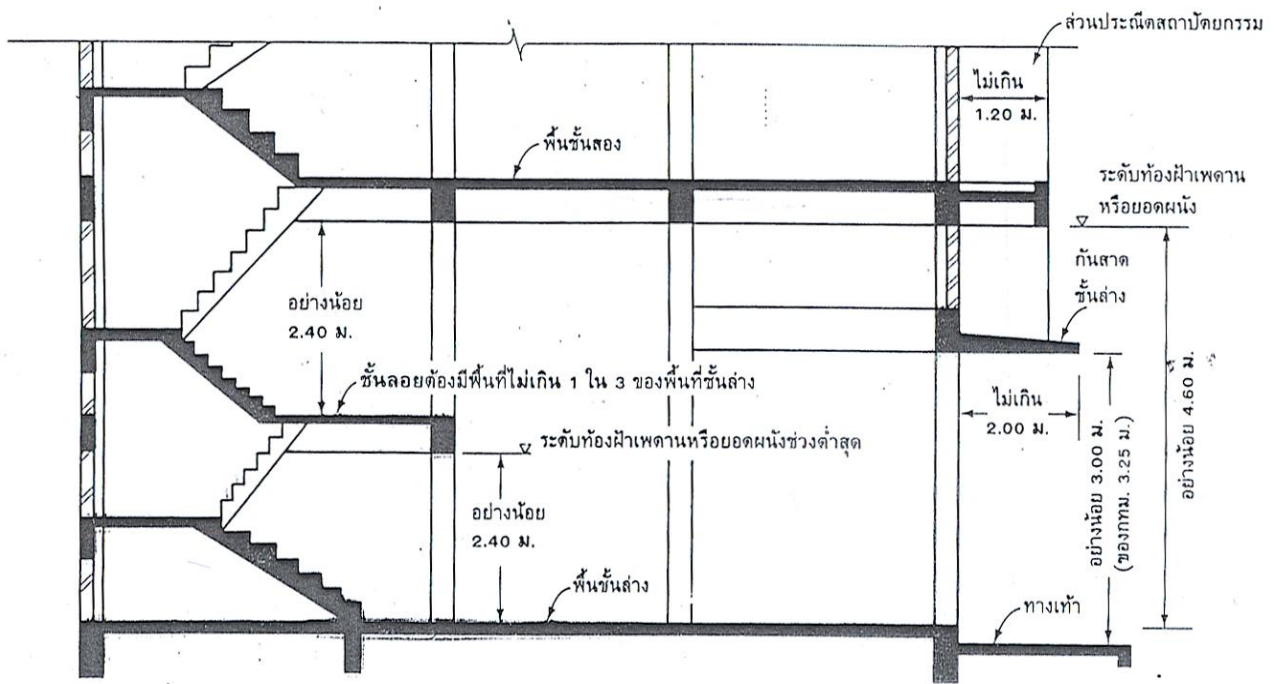 ส่วนประณีตสถาปัตยกรรม
ไม่เกิน
1.20 ม.
พื้นชั้นสอง
ระดับท้องฝ้าเพดาน
หรือยอดผนัง
กันสาด
ชั้นล่าง
อย่างน้อย
2.40 ม.
ชั้นลอยต้องมีพื้นที่ไม่เกิน 1 ใน 3 ของพื้นที่ชั้นล่าง
ไม่เกิน
2.00 ม.
ระดับท้องฝ้าเพดานหรือยอดผนังช่วงต่ำสุด
อย่างน้อย
2.40 ม.
อย่างน้อย 3.00 ม.
(ของกทม. 3.25 ม.)
อย่างน้อย 4.60 ม.
พื้นชั้นล่าง
ทางเท้า